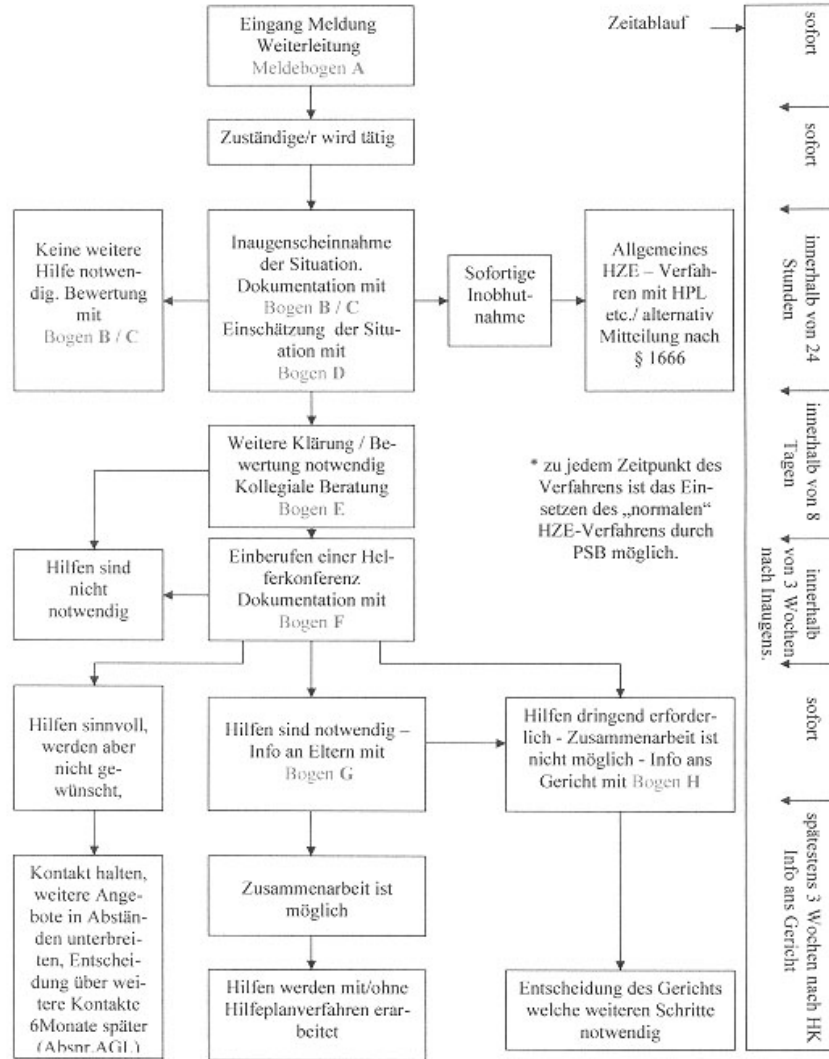 Eingang Meldung
Weiterleitung
Meldebogen A
Zeitablauf
sofort
Zuständige/r wird tätig
sofort
Keine weitere
Hilfe notwen-
dig. Bewertung
mit
Bogen B / C
Inaugenscheinnahme
der Situation.
Dokumentation mit
Bogen B / C
Einschätzung der Situ-
ation mit
Bogen D
Sofortige
Inobhut-
nahme
Allgemeines
HZE – Verfah-
ren mit HPL
etc./ alternativ
Mitteilung nach
§ 1666
innerhalb von 24
Stunden
Weitere Klärung / Be-
wertung notwendig
Kollegiale Beratung
Bogen E
* zu jedem Zeitpunkt des
Verfahrens ist das Ein-
setzen des „normalen“
HZE-Verfahrens durch
PSB möglich.
innerhalb von 8
Tagen
Hilfen sind
nicht
notwendig
Einberufen einer Hel-
ferkonferenz
Dokumentation mit
Bogen F
innerhalb
von 3 Wochen
nach Inaugens.
Hilfen sinnvoll,
werden aber
nicht ge-
wünscht,
Hilfen sind notwendig –
Info an Eltern mit
Bogen G
Hilfen dringend erforder-
lich - Zusammenarbeit ist
nicht möglich - Info ans
Gericht mit Bogen H
sofort
Kontakt halten,
weitere Ange-
bote in Abstän-
den unterbrei-
ten, Entschei-
dung über wei-
tere Kontakte
6Monate später
(Absnr.AGL)
Zusammenarbeit ist
möglich
Hilfen werden mit/ohne
Hilfeplanverfahren erar-
beitet
Entscheidung des Gerichts
welche weiteren Schritte
notwendig
spätestens 3 Wochen nach HK
Info ans Gericht